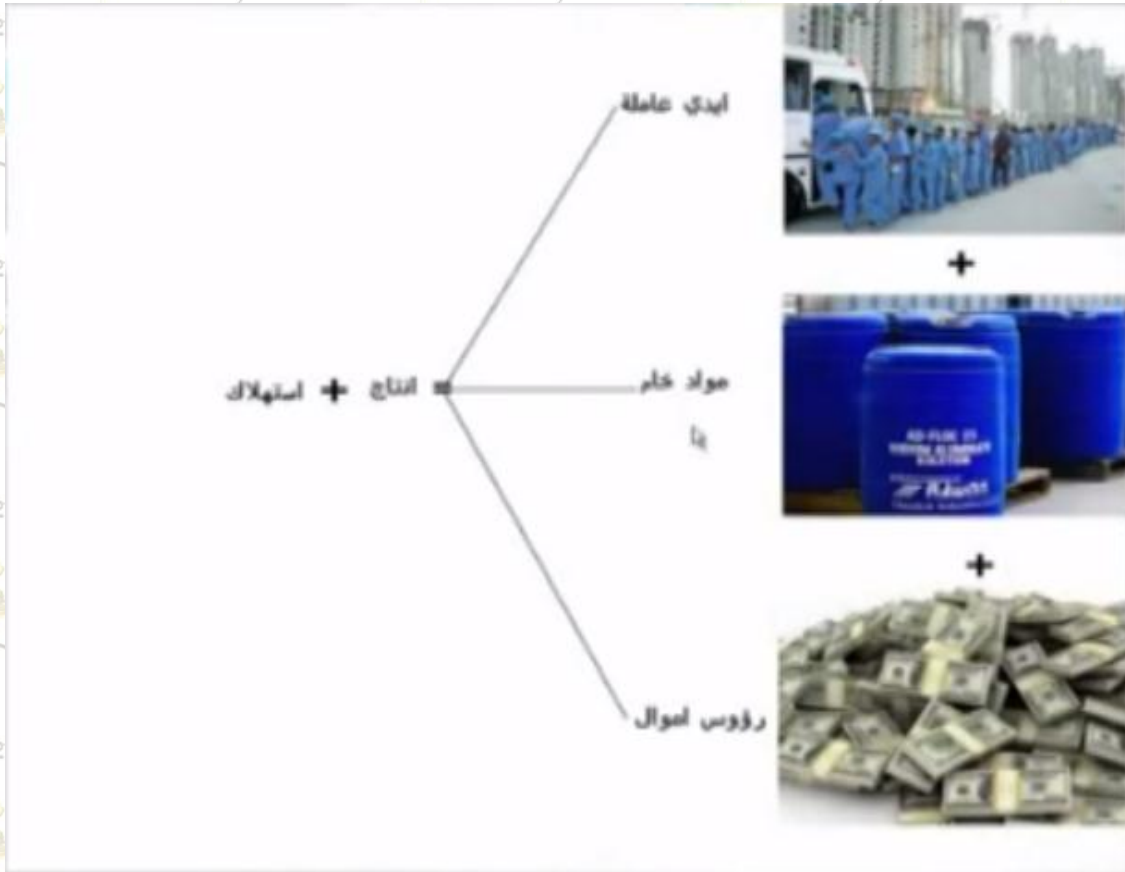 ايدي عاملة
+
مواد خام
= انتاج + استهلاك
+
رؤوس اموال